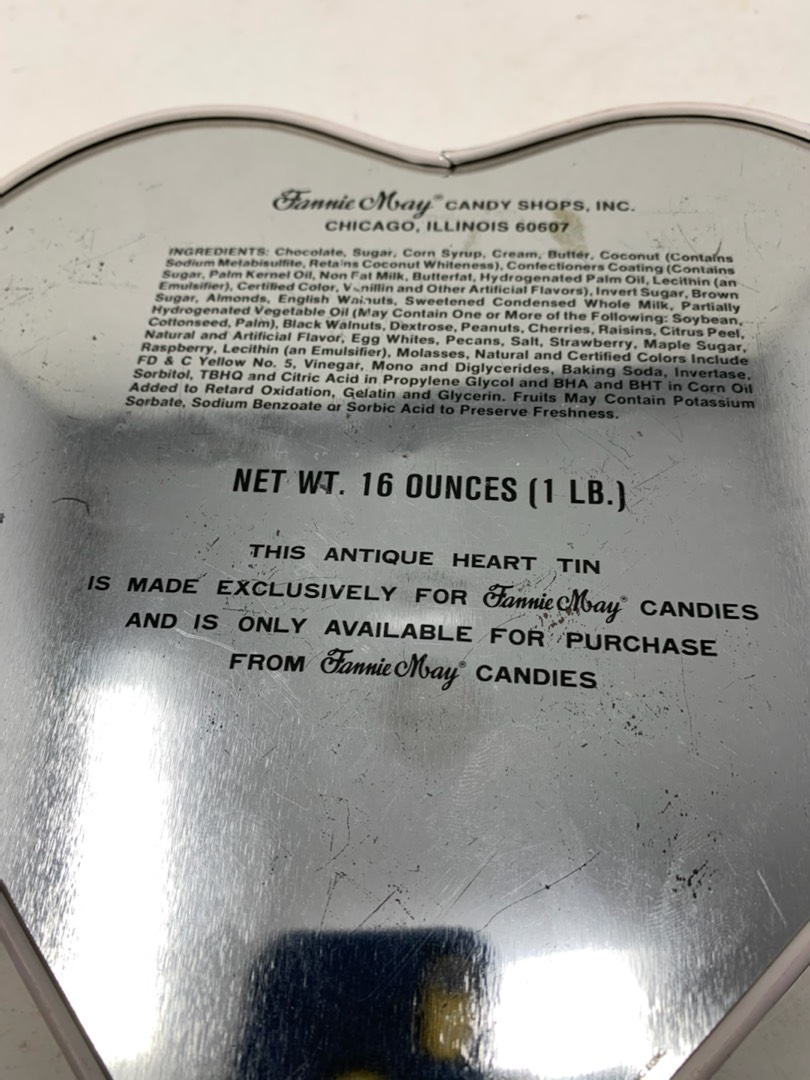 Fannie May® CANDY SHOPS, INC.
CHICAGO, ILLINOIS 60607
INGREDIENTS: Chocolate, Sugar, Corn Syrup, Cream, Butter, Coconut (Contains
Sodium Metabisulfite, Retains Coconut Whiteness), Confectioners Coating (Contains
Sugar, Palm Kernel Oil, Non Fat Milk, Butterfat, Hydrogenated Palm Oil, Lecithin (an
Emulsifier), Certified Color, Vanillin and Other Artificial Flavors), Invert Sugar, Brown
Sugar, Almonds, English Walnuts, Sweetened Condensed Whole Milk, Partially
Hydrogenated Vegetable Oil (May Contain One or More of the Following: Soybean,
Cottonseed, Palm), Black Walnuts, Dextrose, Peanuts, Cherries, Raisins, Citrus Peel,
Natural and Artificial Flavor, Egg Whites, Pecans, Salt, Strawberry, Maple Sugar,
Raspberry, Lecithin (an Emulsifier), Molasses, Natural and Certified Colors Include
FD & C Yellow No. 5, Vinegar, Mono and Diglycerides, Baking Soda, Invertase,
Sorbitol, TBHQ and Citric Acid in Propylene Glycol and BHA and BHT in Corn Oil
Added to Retard Oxidation, Gelatin and Glycerin. Fruits May Contain Potassium
Sorbate, Sodium Benzoate or Sorbic Acid to Preserve Freshness.
NET WT. 16 OUNCES (1 LB.)
THIS ANTIQUE HEART TIN
IS MADE EXCLUSIVELY FOR Fannie May® CANDIES
AND IS ONLY AVAILABLE FOR PURCHASE
FROM Fannie May® CANDIES